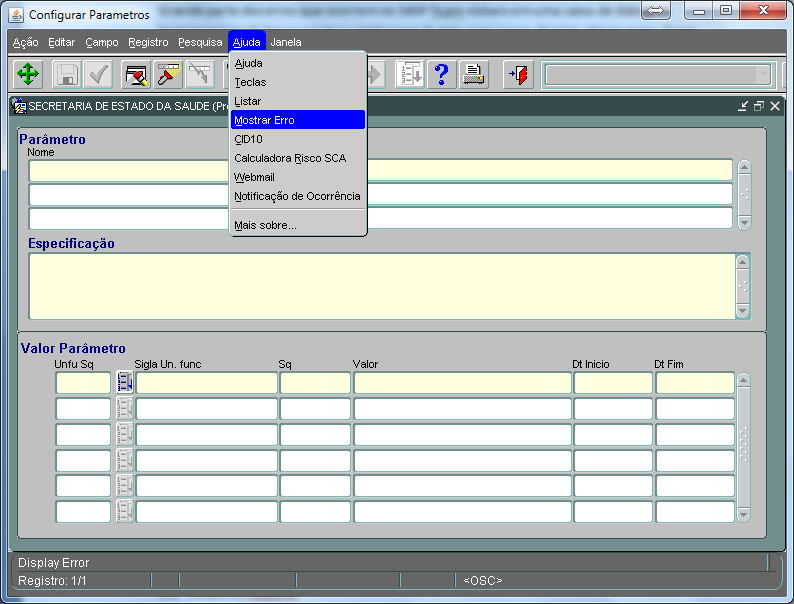 Configurar Parametros
Ação Editar Campo Registro Pesquisa Ajuda Janela
Ajuda
Teclas
Listar
Mostrar Erro
CID10
Calculadora Risco SCA
Webmail
Notificação de Ocorrência
Mais sobre...
SECRETARIA DE ESTADO DA SAUDE (Pr
Parâmetro
Nome
Especificação
Valor Parâmetro
Unfu Sq Sigla Un. func Sq Valor Dt Inicio Dt Fim
Display Error
Registro: 1/1 <OSC>